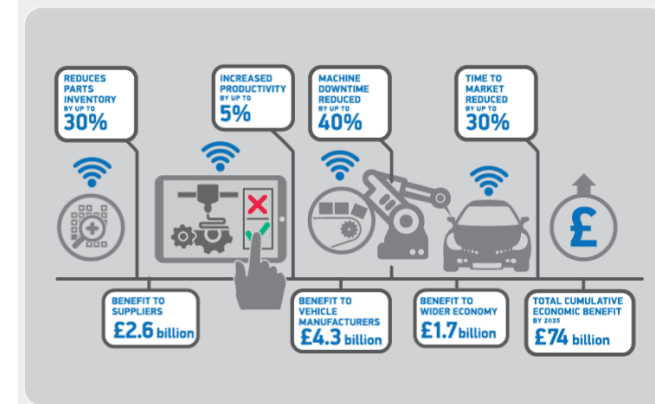 REDUCES
PARTS
INVENTORY
BY UP TO
30%
INCREASED
PRODUCTIVITY
BY UP TO
5%
MACHINE
DOWNTIME
REDUCED
BY UP TO
40%
TIME TO
MARKET
REDUCED
BY UP TO
30%
£
BENEFIT TO
SUPPLIERS
£2.6 billion
BENEFIT TO
VEHICLE
MANUFACTURERS
£4.3 billion
BENEFIT TO
WIDER ECONOMY
£1.7 billion
TOTAL CUMULATIVE
ECONOMIC BENEFIT
BY 2035
£74 billion